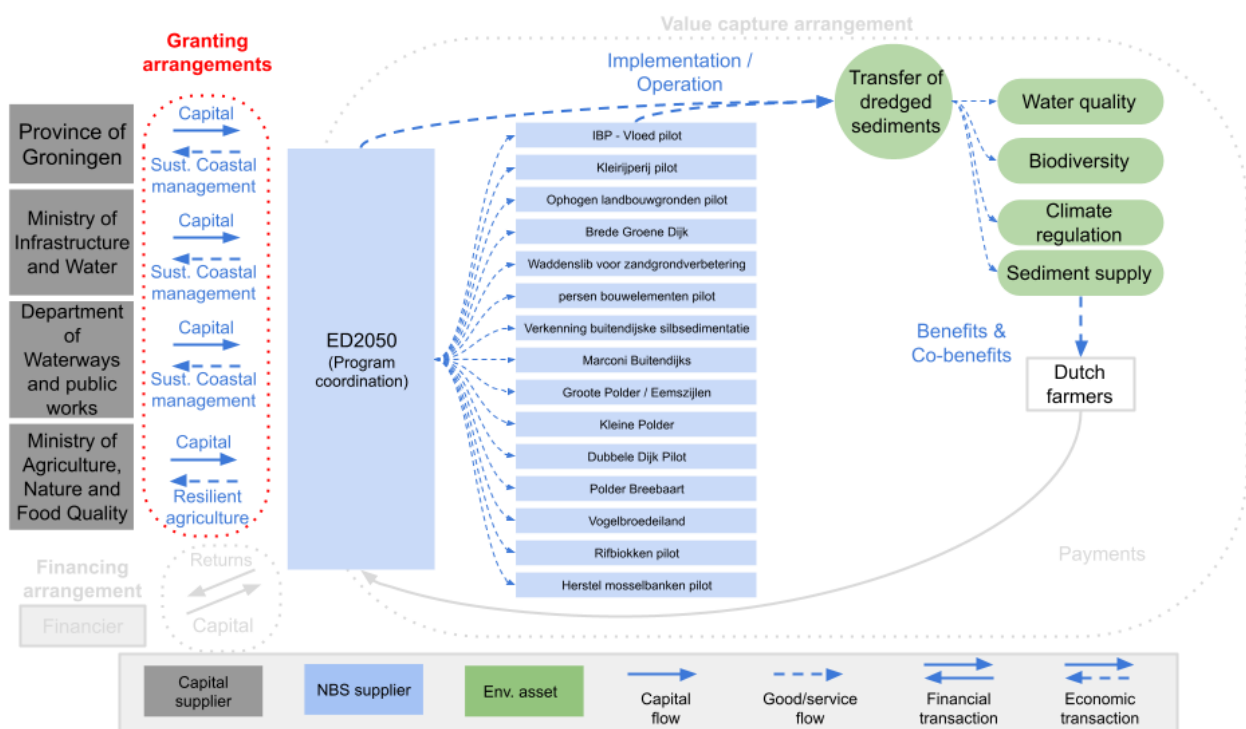 Value capture arrangement
Granting
arrangements
Province of
Groningen
Capital
Sust. Coastal
management
Ministry of
Infrastructure
and Water
Capital
Sust. Coastal
management
Department
of
Waterways
and public
works
Capital
Sust. Coastal
management
Ministry of
Agriculture,
Nature and
Food Quality
Capital
Resilient
agriculture
Financing
arrangement
Financier
Returns
Capital
ED2050
(Program
coordination)
Implementation /
Operation
IBP - Vloed pilot
Kleirijperij pilot
Ophogen landbouwgronden pilot
Brede Groene Dijk
Waddenslib voor zandgrondverbetering
persen bouwelementen pilot
Verkenning buitendijske silbsedimentatie
Marconi Buitendijks
Groote Polder / Eemszijlen
Kleine Polder
Dubbele Dijk Pilot
Polder Breebaart
Vogelbroedeiland
Rifbiokken pilot
Herstel mosselbanken pilot
Transfer of
dredged
sediments
Water quality
Biodiversity
Climate
regulation
Sediment supply
Benefits &
Co-benefits
Dutch
farmers
Payments
Capital
supplier
NBS supplier
Env. asset
Capital
flow
Good/service
flow
Financial
transaction
Economic
transaction